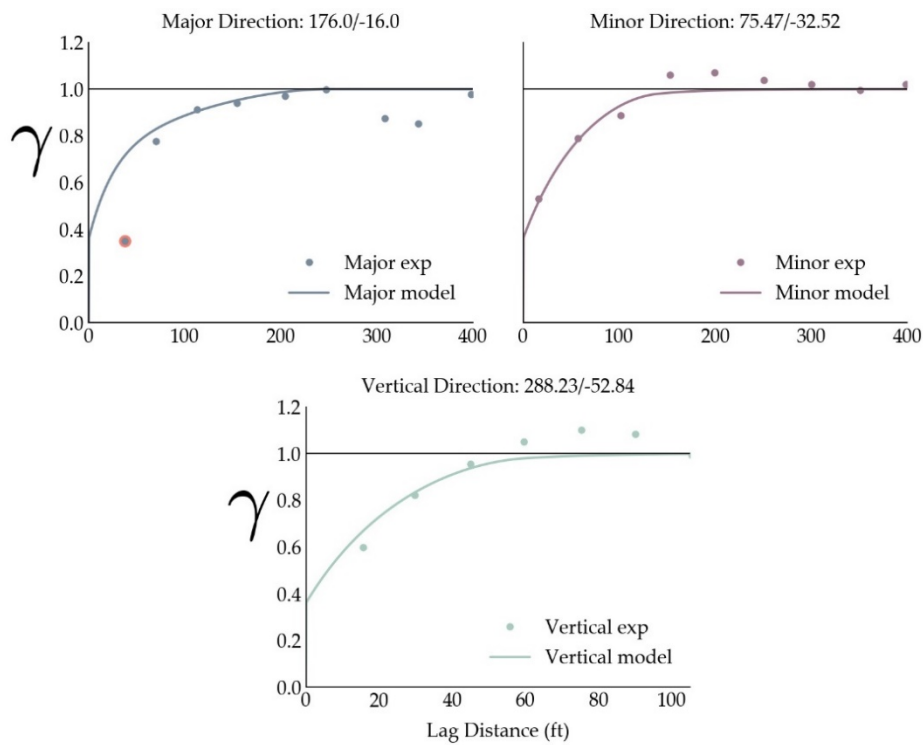 Major Direction: 176.0/-16.0
1.2
1.0
0.8
0.6
0.4
0.2
0.0
γ
Major exp
Major model
0 100 200 300 400
Minor Direction: 75.47/-32.52
Minor exp
Minor model
0 100 200 300 400
Vertical Direction: 288.23/-52.84
1.2
1.0
0.8
0.6
0.4
0.2
0.0
γ
Vertical exp
Vertical model
0 20 40 60 80 100
Lag Distance (ft)